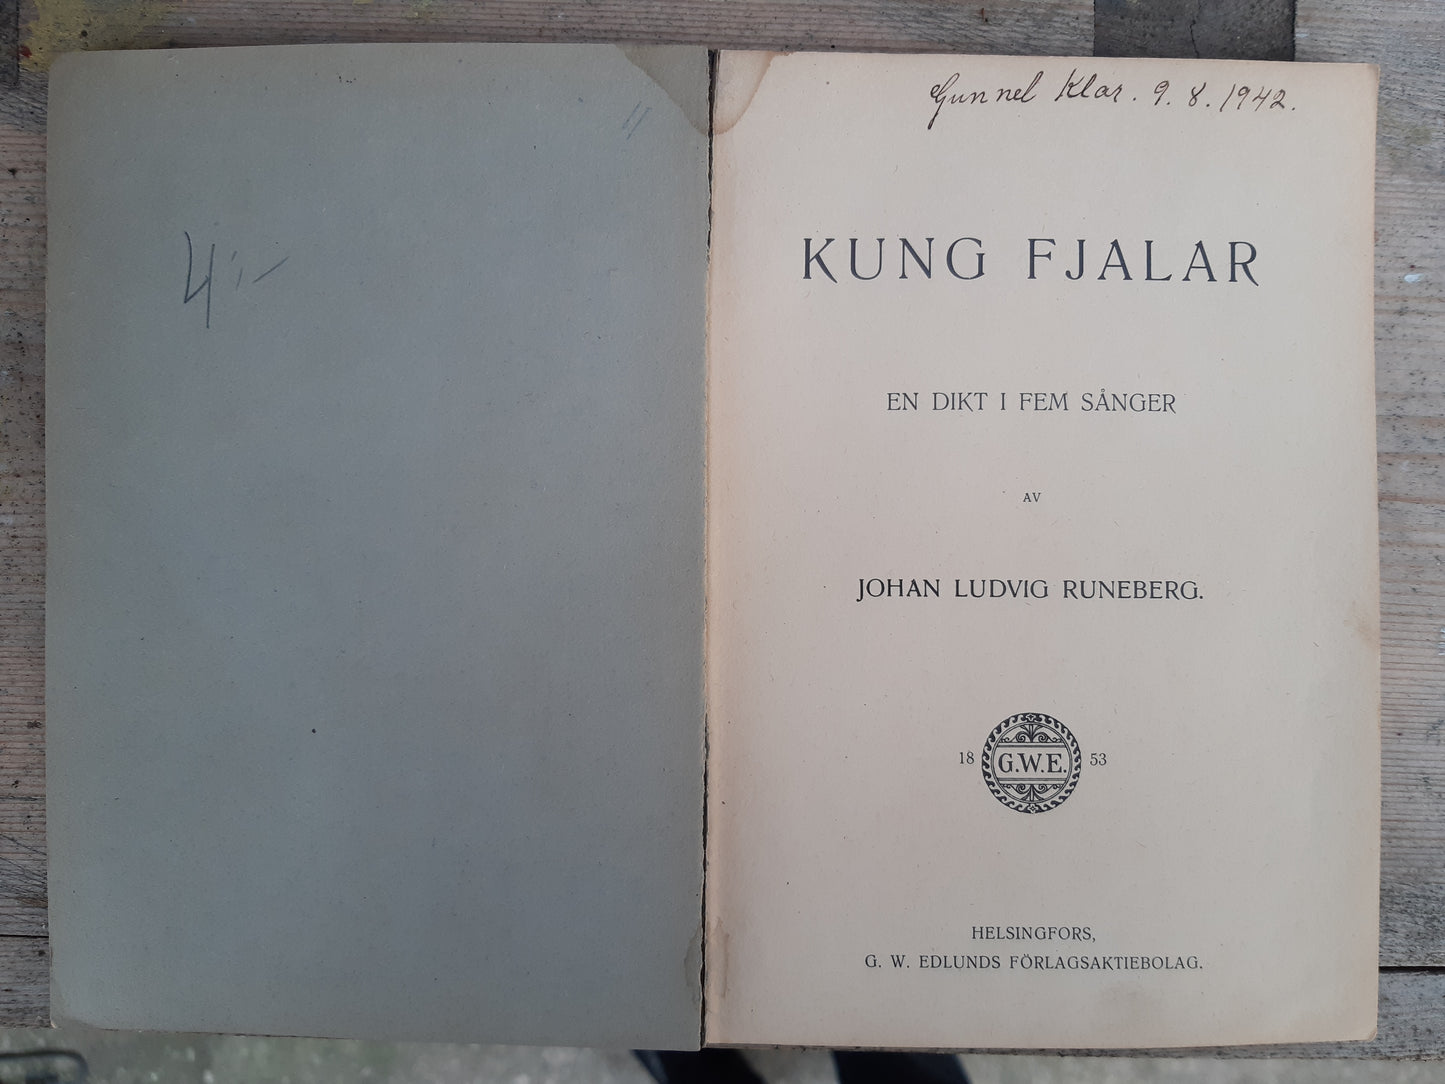 4:-
Gunnel Klar. 9. 8. 1942.
KUNG FJALAR
EN DIKT I FEM SÅNGER
AV
JOHAN LUDVIG RUNEBERG.
18 G.W.E. 53
HELSINGFORS,
G. W. EDLUNDS FÖRLAGSAKTIEBOLAG.